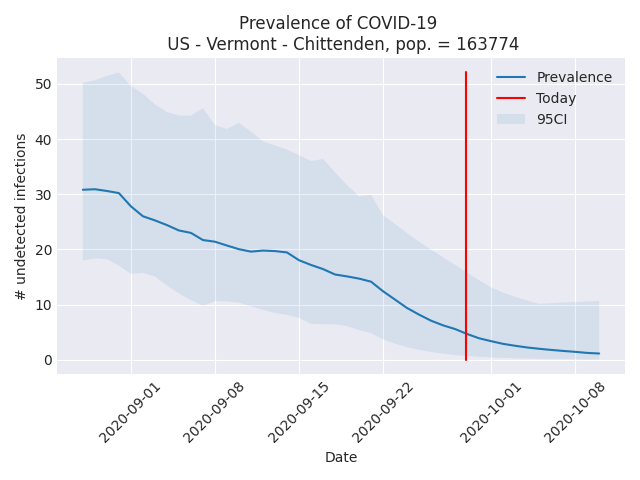 Prevalence of COVID-19
US - Vermont - Chittenden, pop. = 163774
Prevalence
Today
95CI
# undetected infections
50
40
30
20
10
0
2020-09-01
2020-09-08
2020-09-15
2020-09-22
2020-10-01
2020-10-08
Date